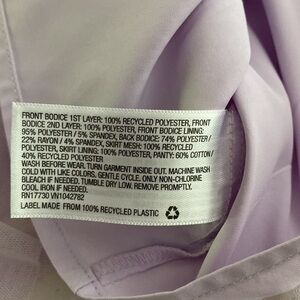 FRONT BODICE 1ST LAYER: 100% RECYCLED POLYESTER, FRONT
BODICE 2ND LAYER: 100% POLYESTER, FRONT BODICE LINING:
95% POLYESTER / 5% SPANDEX, BACK BODICE: 74% POLYESTER /
22% RAYON / 4% SPANDEX, SKIRT MESH: 100% RECYCLED
POLYESTER, SKIRT LINING: 100% POLYESTER, PANTY: 60% COTTON /
40% RECYCLED POLYESTER
WASH BEFORE WEAR. TURN GARMENT INSIDE OUT. MACHINE WASH
COLD WITH LIKE COLORS. GENTLE CYCLE. ONLY NON-CHLORINE
BLEACH IF NEEDED. TUMBLE DRY LOW. REMOVE PROMPTLY.
COOL IRON IF NEEDED.
RN17730 VN1042782
LABEL MADE FROM 100% RECYCLED PLASTIC